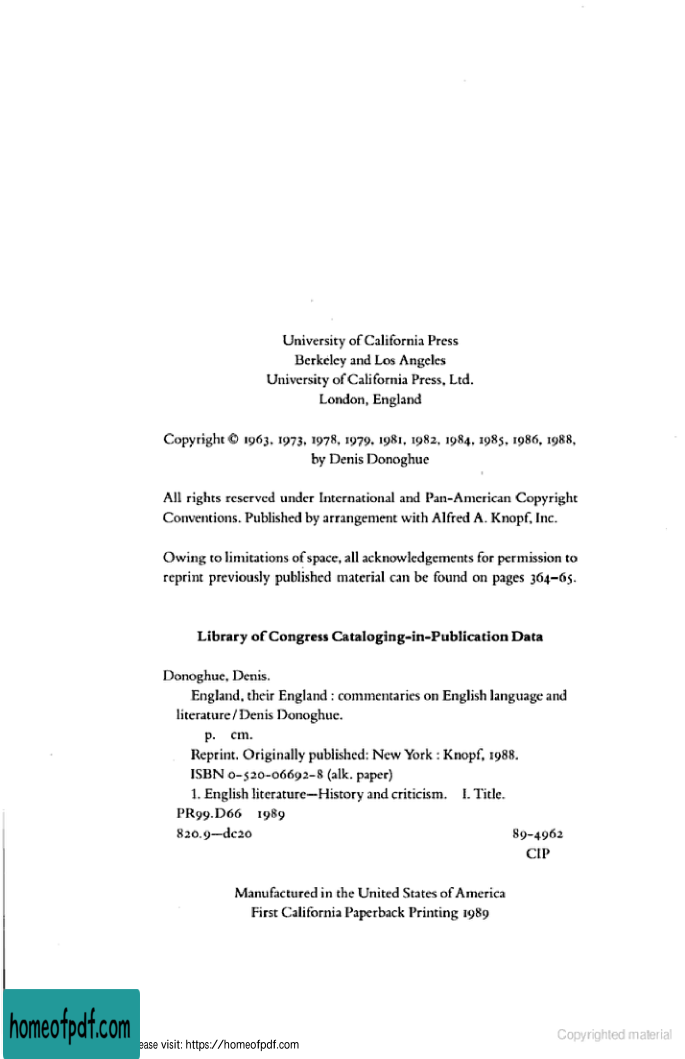 University of California Press
Berkeley and Los Angeles
University of California Press, Ltd.
London, England
Copyright © 1963, 1973, 1978, 1979, 1981, 1982, 1984, 1985, 1986, 1988,
by Denis Donoghue
All rights reserved under International and Pan-American Copyright
Conventions. Published by arrangement with Alfred A. Knopf, Inc.
Owing to limitations of space, all acknowledgements for permission to
reprint previously published material can be found on pages 364–65.
Library of Congress Cataloging-in-Publication Data
Donoghue, Denis.
England, their England : commentaries on English language and
literature / Denis Donoghue.
p. cm.
Reprint. Originally published: New York : Knopf, 1988.
ISBN 0-520-06692-8 (alk. paper)
1. English literature—History and criticism. I. Title.
PR99.D66 1989
820.9—dc20 89-4962
CIP
Manufactured in the United States of America
First California Paperback Printing 1989
homeofpdf.com
ease visit: https://homeofpdf.com
Copyrighted material